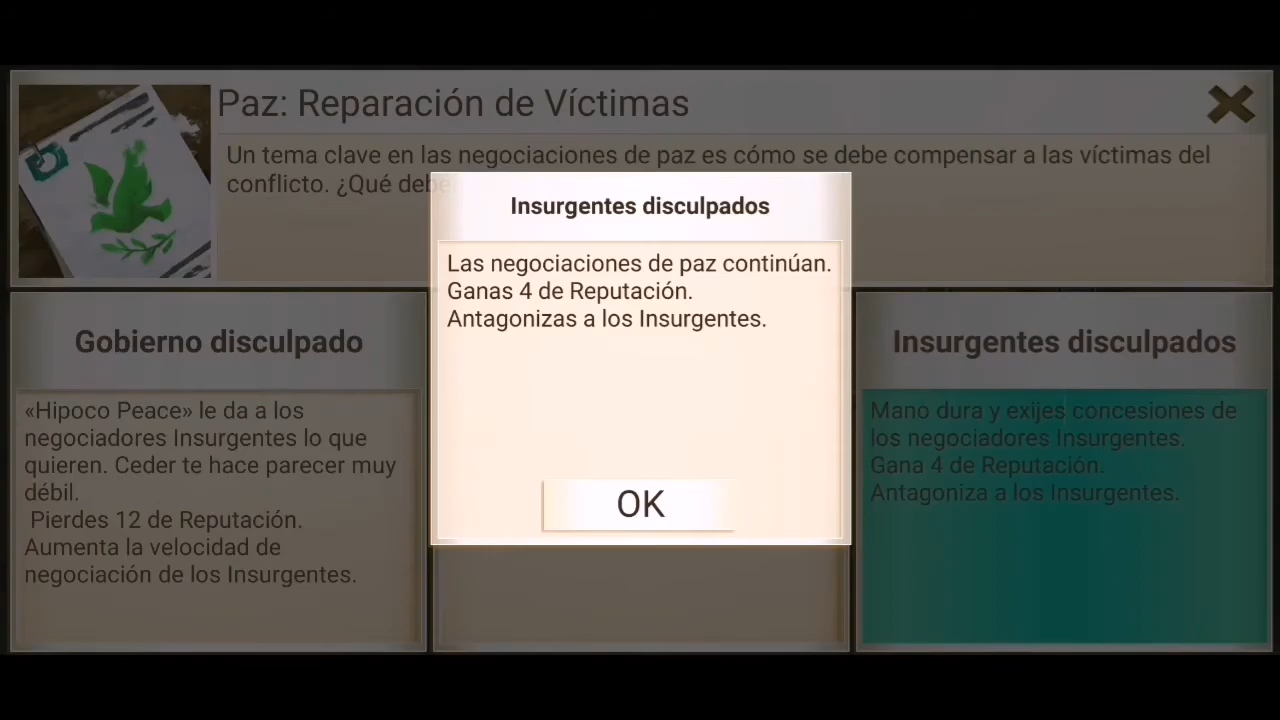 Paz: Reparación de Víctimas
Un tema clave en las negociaciones de paz es cómo se debe compensar a las víctimas del
conflicto. ¿Qué
Insurgentes disculpados
Las negociaciones de paz continúan.
Ganas 4 de Reputación.
Antagonizas a los Insurgentes.
OK
Gobierno disculpado
«Hipoco Peace» le da a los
negociadores Insurgentes lo que
quieren. Ceder te hace parecer muy
débil.
Pierdes 12 de Reputación.
Aumenta la velocidad de
negociación de los Insurgentes.
Insurgentes disculpados
Mano dura y exijes concesiones de
los negociadores Insurgentes.
Gana 4 de Reputación.
Antagoniza a los Insurgentes.